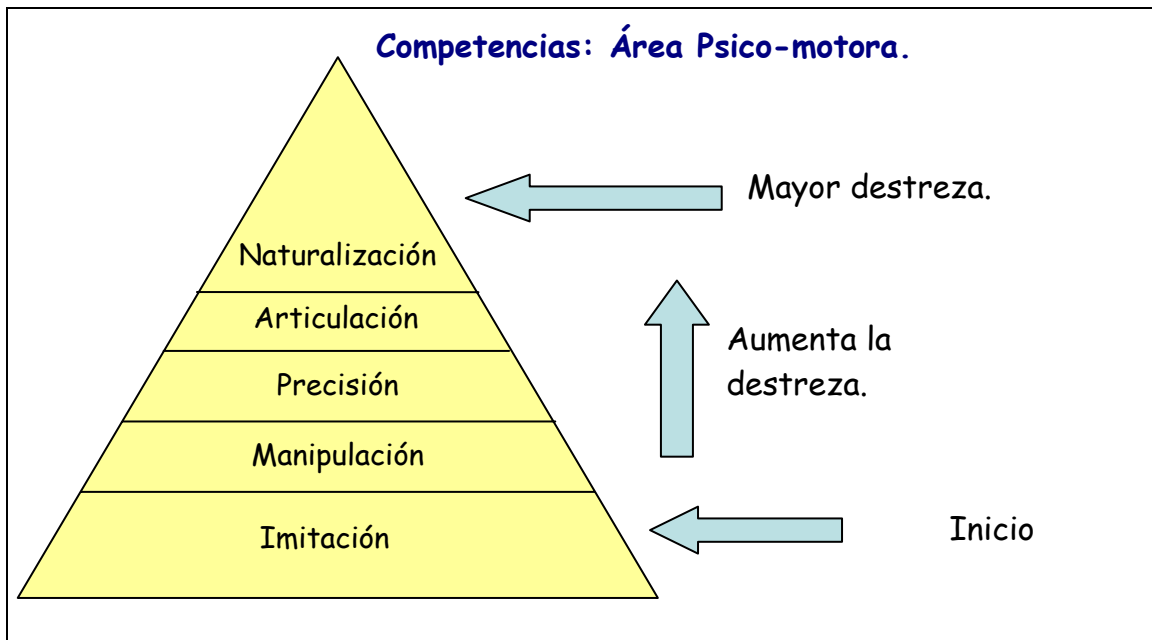 Competencias: Área Psico-motora.
Mayor destreza.
Naturalización
Articulación
Aumenta la
destreza.
Precisión
Manipulación
Imitación
Inicio